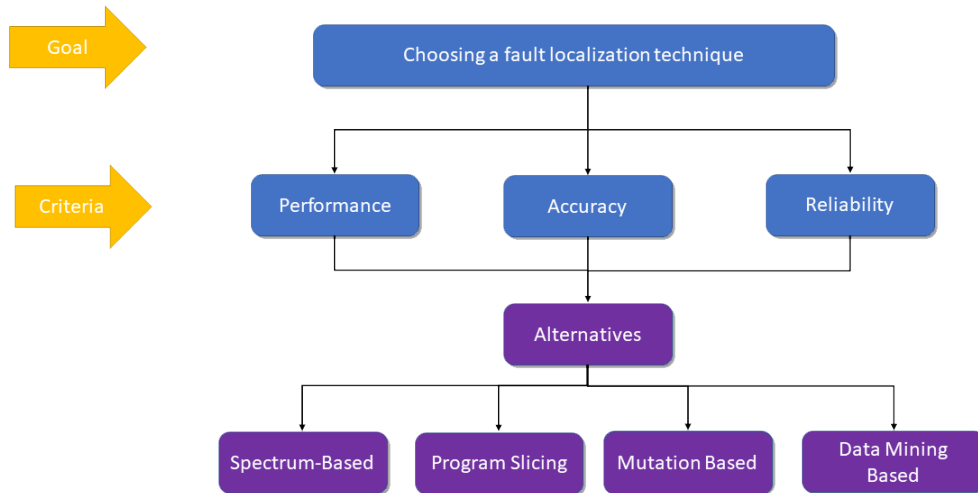 Goal
Choosing a fault localization technique
Criteria
Performance
Accuracy
Reliability
Alternatives
Spectrum-Based
Program Slicing
Mutation Based
Data Mining
Based